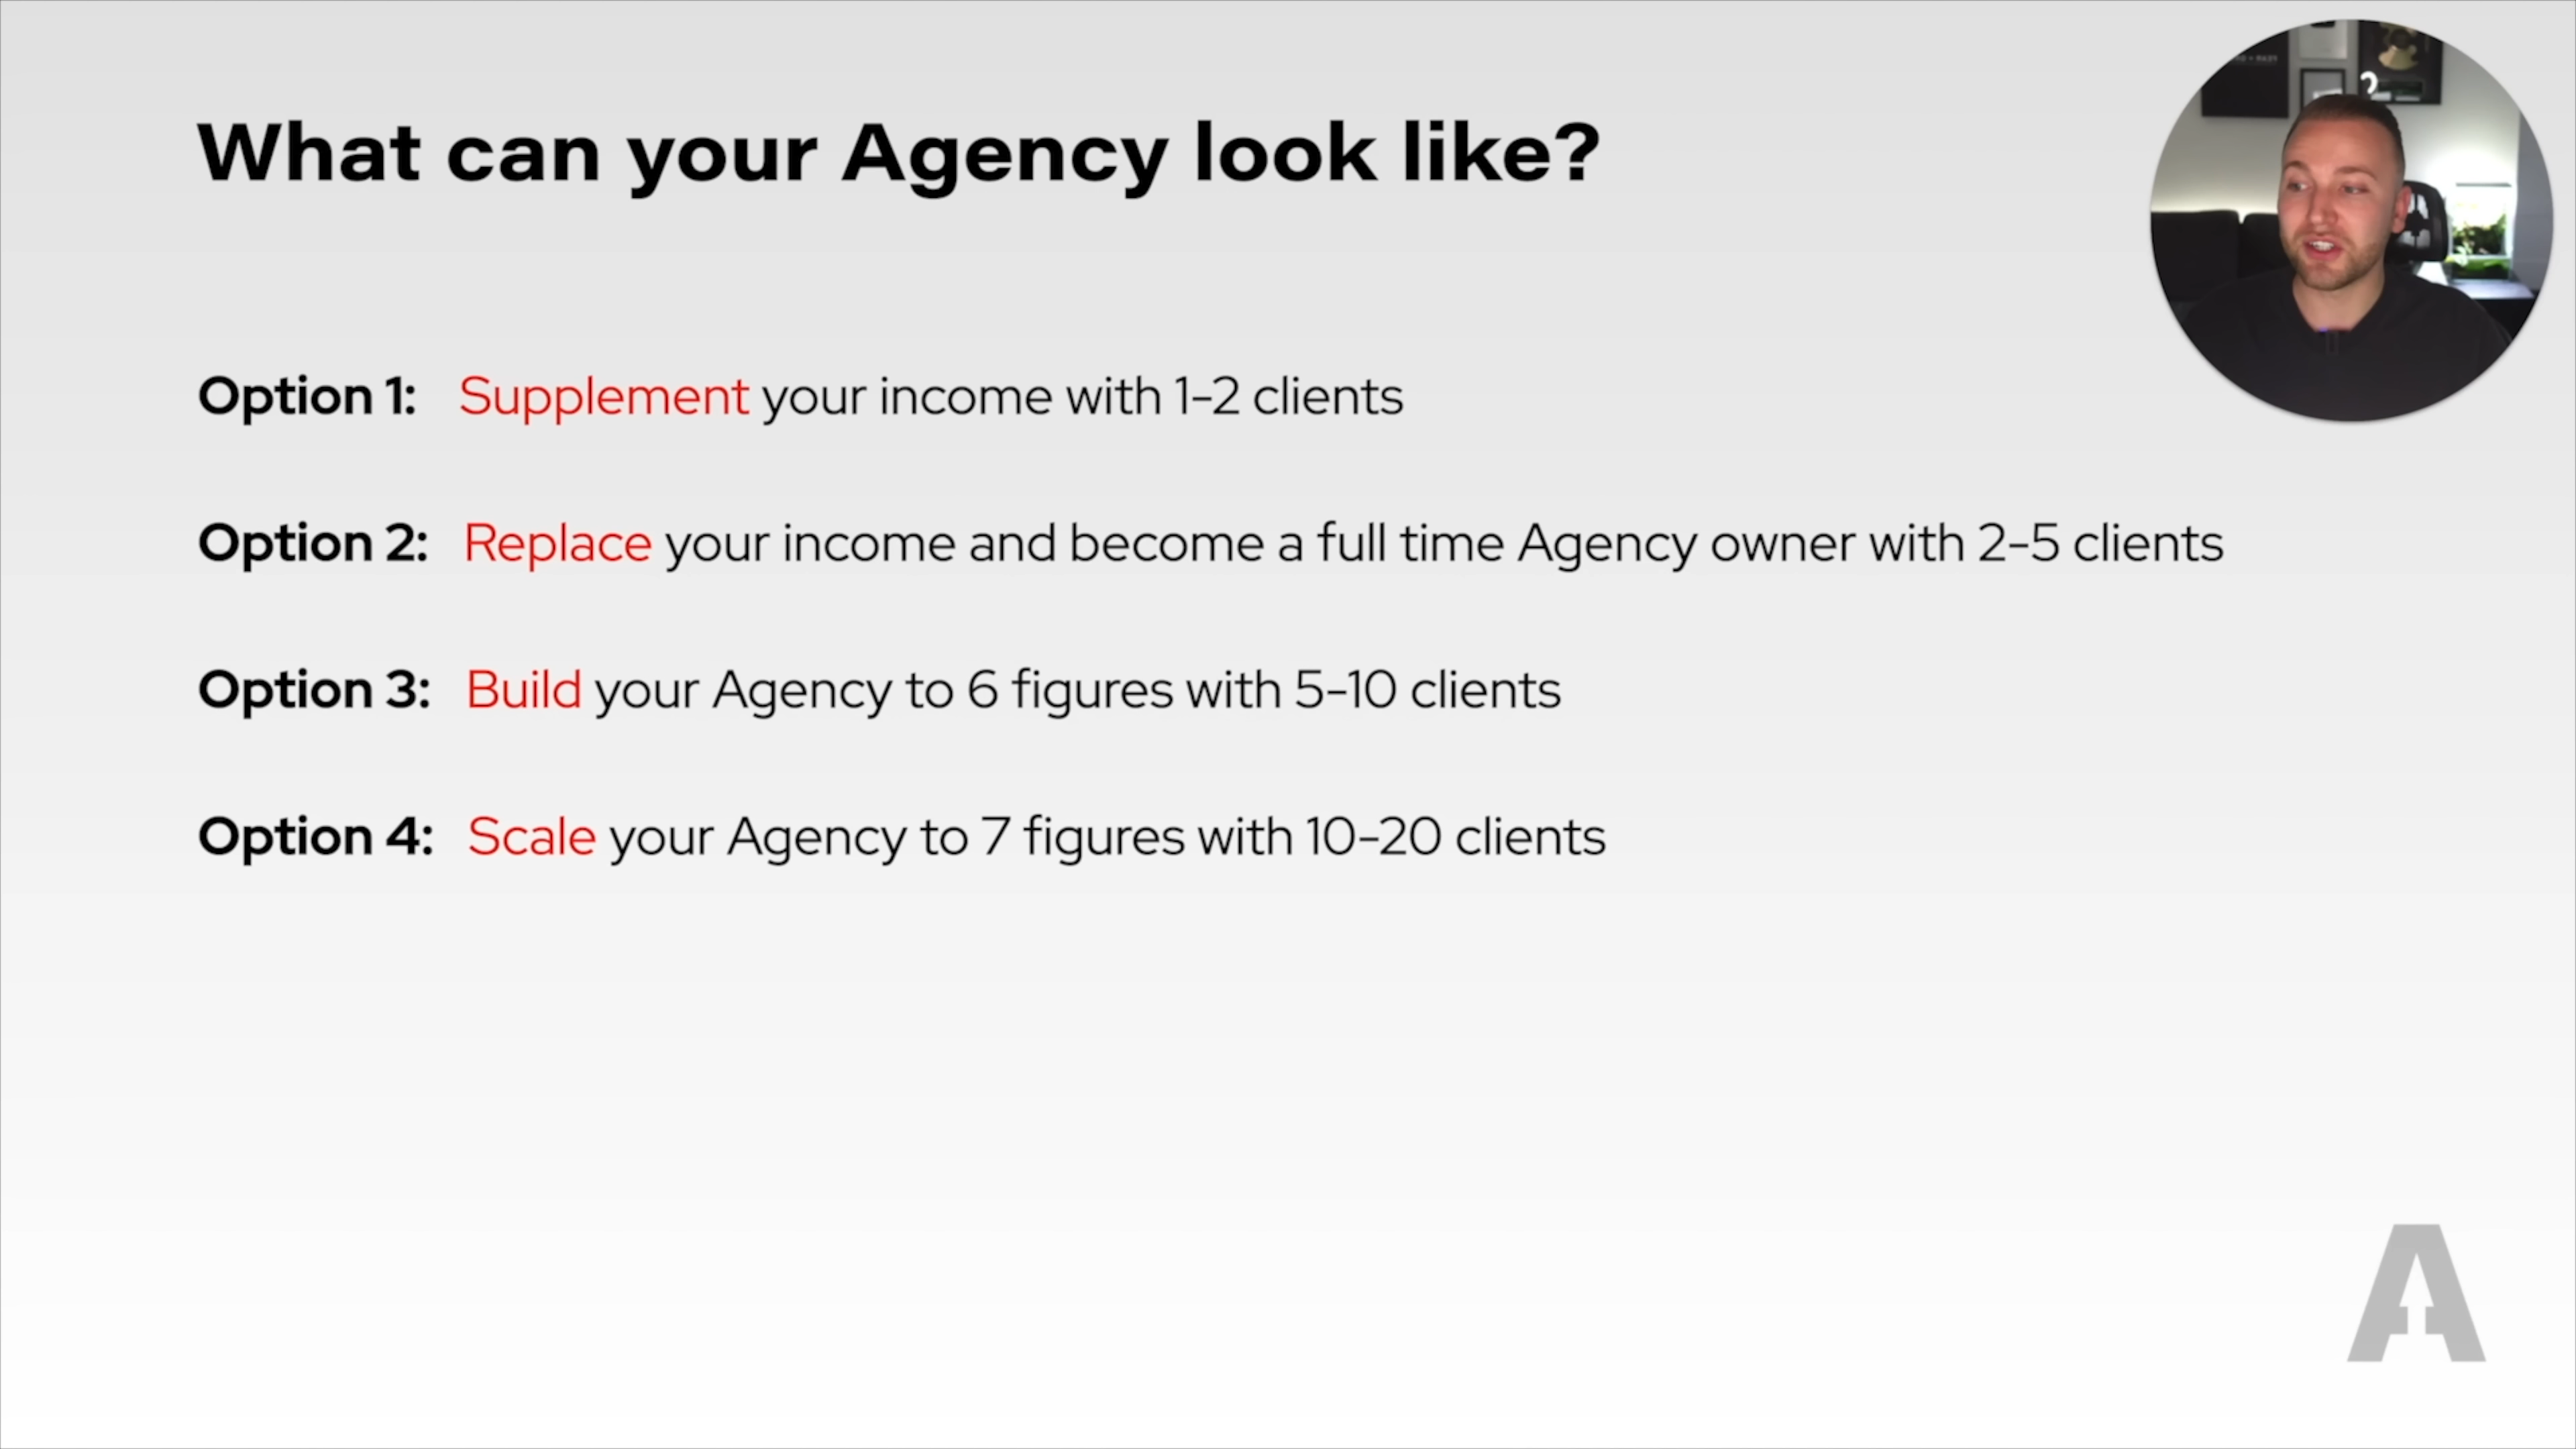 What can your Agency look like?
Option 1: Supplement your income with 1-2 clients
Option 2: Replace your income and become a full time Agency owner with 2-5 clients
Option 3: Build your Agency to 6 figures with 5-10 clients
Option 4: Scale your Agency to 7 figures with 10-20 clients